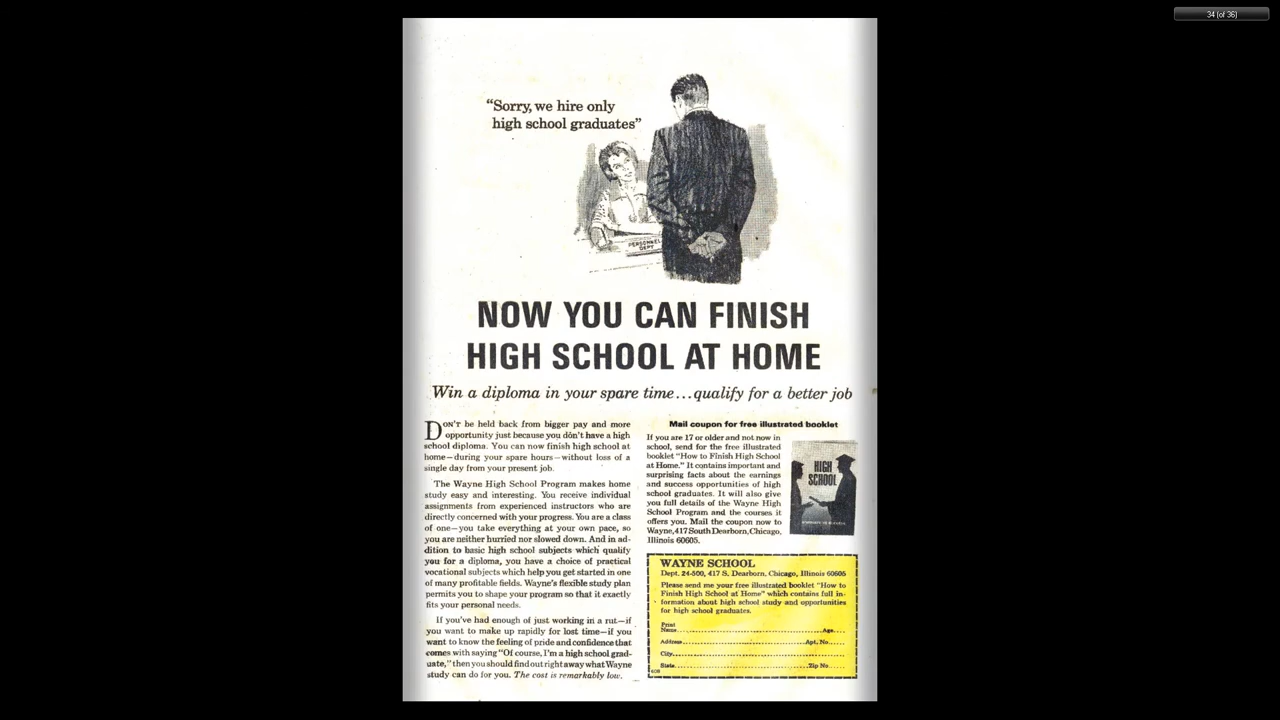 34 (of 36)
“Sorry, we hire only
high school graduates”
PERSONNEL
DEPT
NOW YOU CAN FINISH
HIGH SCHOOL AT HOME
Win a diploma in your spare time...qualify for a better job
DON'T be held back from bigger pay and more
opportunity just because you don't have a high
school diploma. You can now finish high school at
home—during your spare hours—without loss of a
single day from your present job.
The Wayne High School Program makes home
study easy and interesting. You receive individual
assignments from experienced instructors who are
directly concerned with your progress. You are a class
of one—you take everything at your own pace, so
you are neither hurried nor slowed down. And in ad-
dition to basic high school subjects which qualify
you for a diploma, you have a choice of practical
vocational subjects which help you get started in one
of many profitable fields. Wayne's flexible study plan
permits you to shape your program so that it exactly
fits your personal needs.
If you've had enough of just working in a rut—if
you want to make up rapidly for lost time—if you
want to know the feeling of pride and confidence that
comes with saying "Of course, I'm a high school grad-
uate," then you should find out right away what Wayne
study can do for you. The cost is remarkably low.
Mail coupon for free illustrated booklet
If you are 17 or older and not now in
school, send for the free illustrated
booklet "How to Finish High School
at Home." It contains important and
surprising facts about the earnings
and success opportunities of high
school graduates. It will also give
you full details of the Wayne High
School Program and the courses it
offers you. Mail the coupon now to
Wayne, 417 South Dearborn, Chicago,
Illinois 60605.
HIGH
SCHOOL
WAYNE SCHOOL
Dept. 24-500, 417 S. Dearborn, Chicago, Illinois 60605
Please send me your free illustrated booklet "How to
Finish High School at Home" which contains full in-
formation about high school study and opportunities
for high school graduates.
Print
Name Age
Address Apt. No.
City
State Zip No